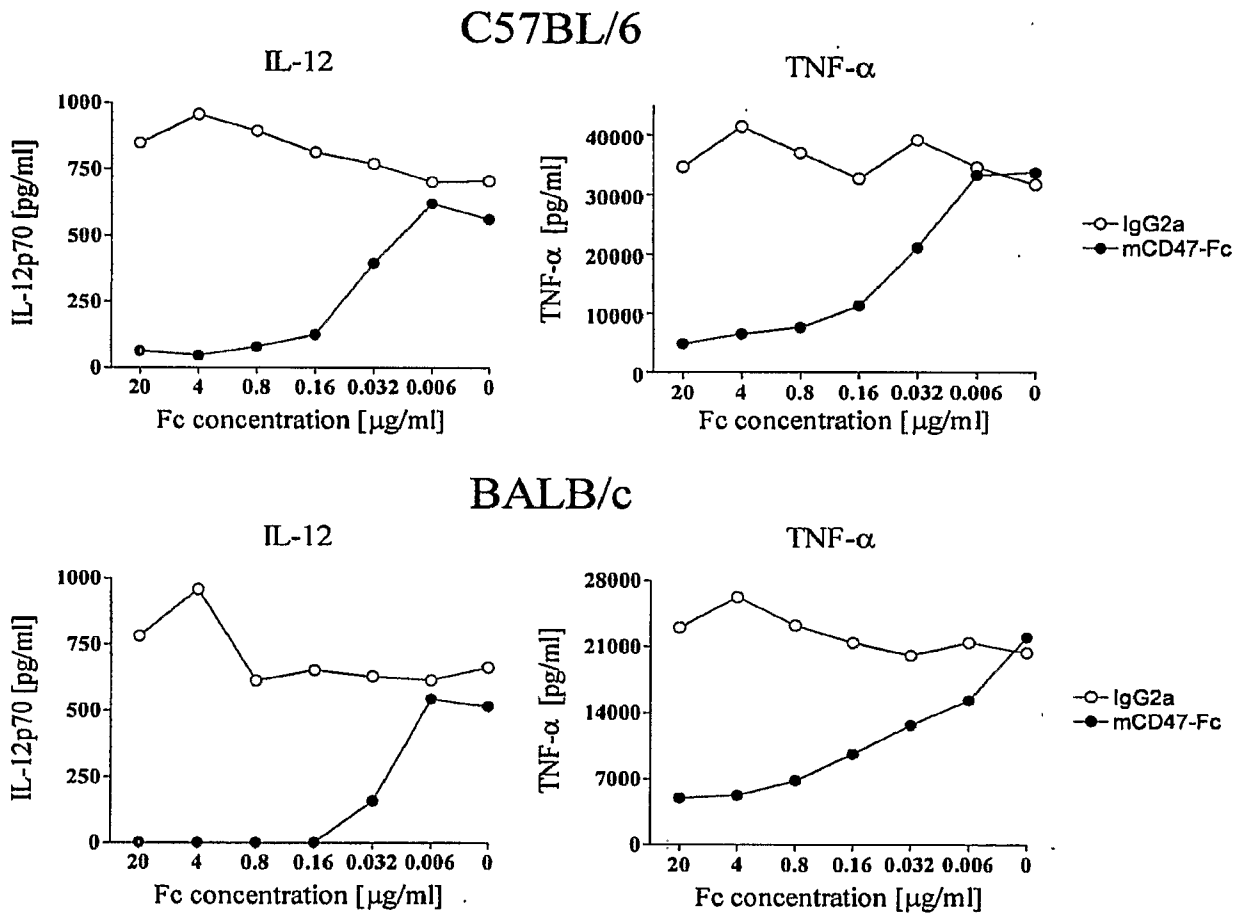 C57BL/6
IL-12
TNF-α
1000
750
500
250
0
IL-12p70 [pg/ml]
20 4 0.8 0.16 0.032 0.006 0
Fc concentration [μg/ml]
40000
30000
20000
10000
0
TNF-α [pg/ml]
20 4 0.8 0.16 0.032 0.006 0
Fc concentration [μg/ml]
IgG2a
mCD47-Fc
BALB/c
IL-12
TNF-α
1000
750
500
250
0
IL-12p70 [pg/ml]
20 4 0.8 0.16 0.032 0.006 0
Fc concentration [μg/ml]
28000
21000
14000
7000
0
TNF-α [pg/ml]
20 4 0.8 0.16 0.032 0.006 0
Fc concentration [μg/ml]
IgG2a
mCD47-Fc